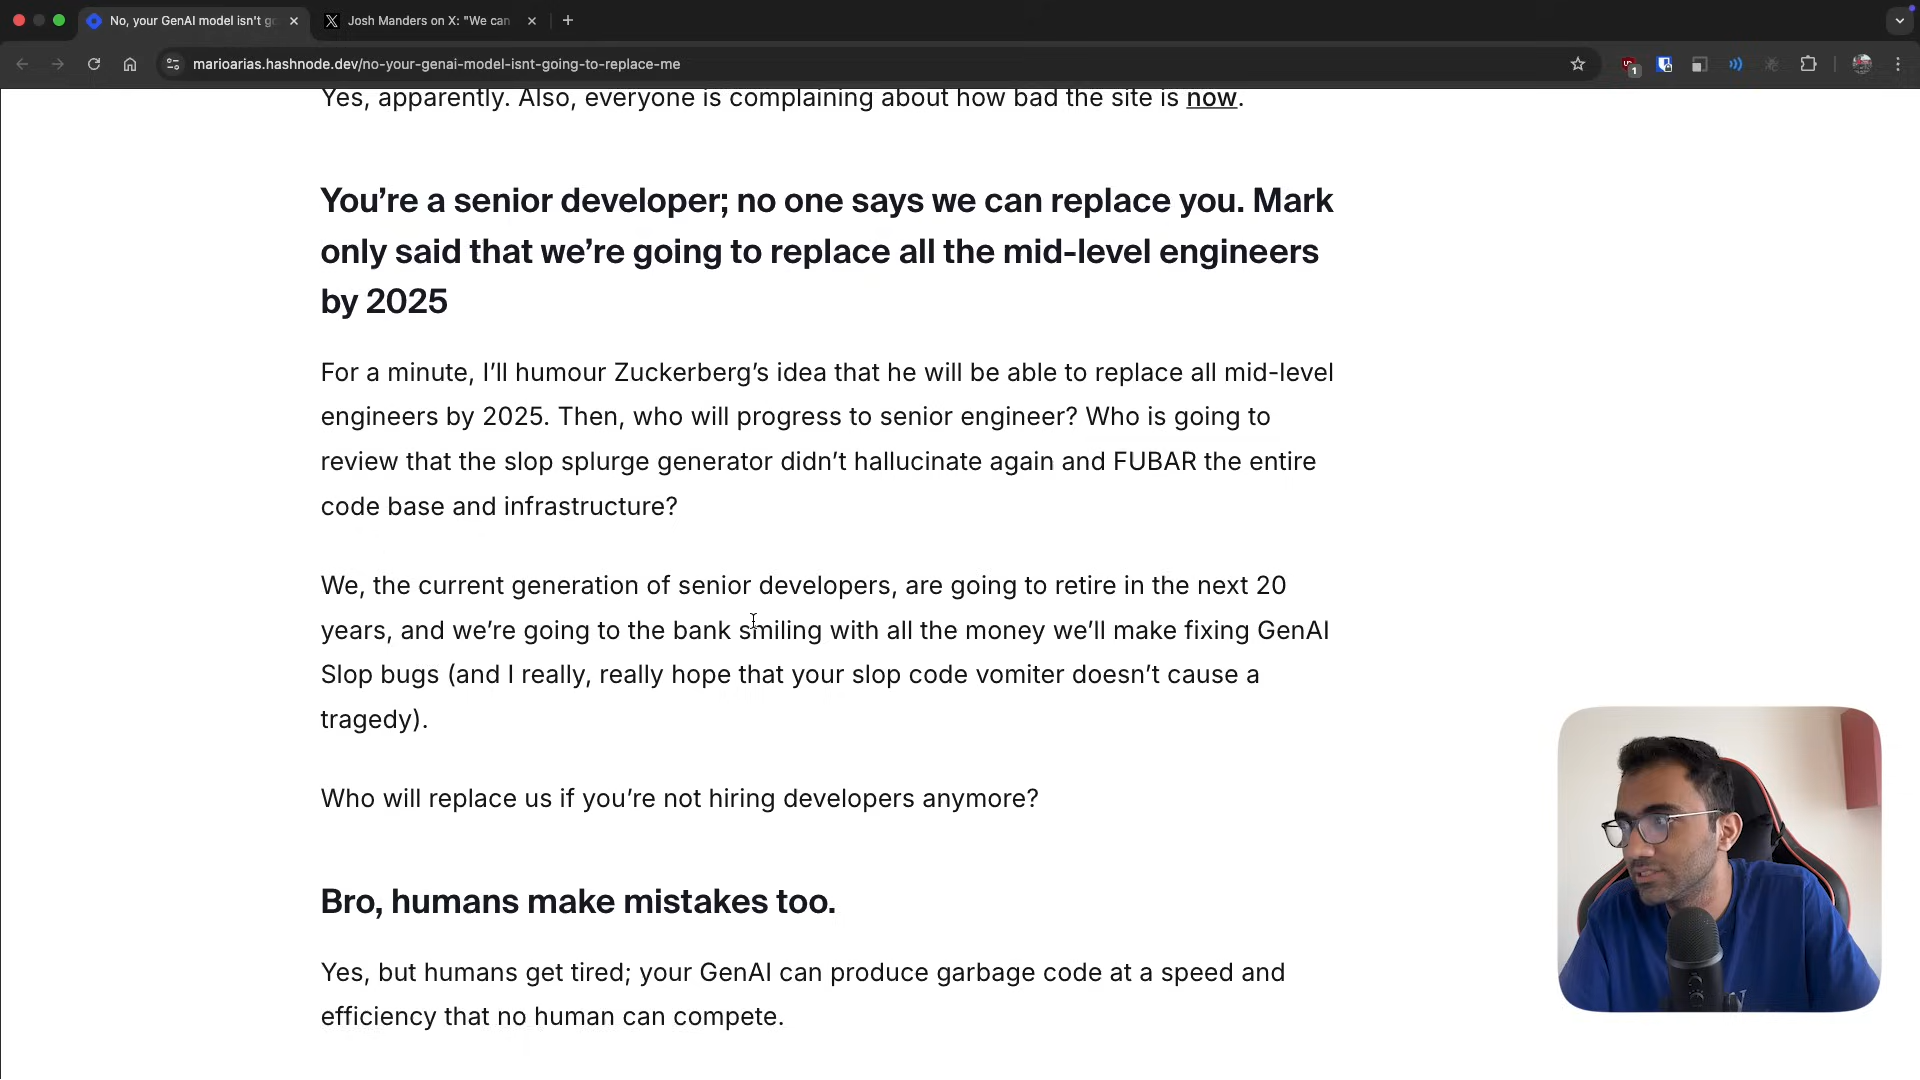 No, your GenAI model isn't g
Josh Manders on X: "We can
marioarias.hashnode.dev/no-your-genai-model-isnt-going-to-replace-me
1
Yes, apparently. Also, everyone is complaining about how bad the site is now.
You’re a senior developer; no one says we can replace you. Mark
only said that we’re going to replace all the mid-level engineers
by 2025
For a minute, I’ll humour Zuckerberg’s idea that he will be able to replace all mid-level
engineers by 2025. Then, who will progress to senior engineer? Who is going to
review that the slop splurge generator didn’t hallucinate again and FUBAR the entire
code base and infrastructure?
We, the current generation of senior developers, are going to retire in the next 20
years, and we’re going to the bank smiling with all the money we’ll make fixing GenAI
Slop bugs (and I really, really hope that your slop code vomiter doesn’t cause a
tragedy).
Who will replace us if you’re not hiring developers anymore?
Bro, humans make mistakes too.
Yes, but humans get tired; your GenAI can produce garbage code at a speed and
efficiency that no human can compete.